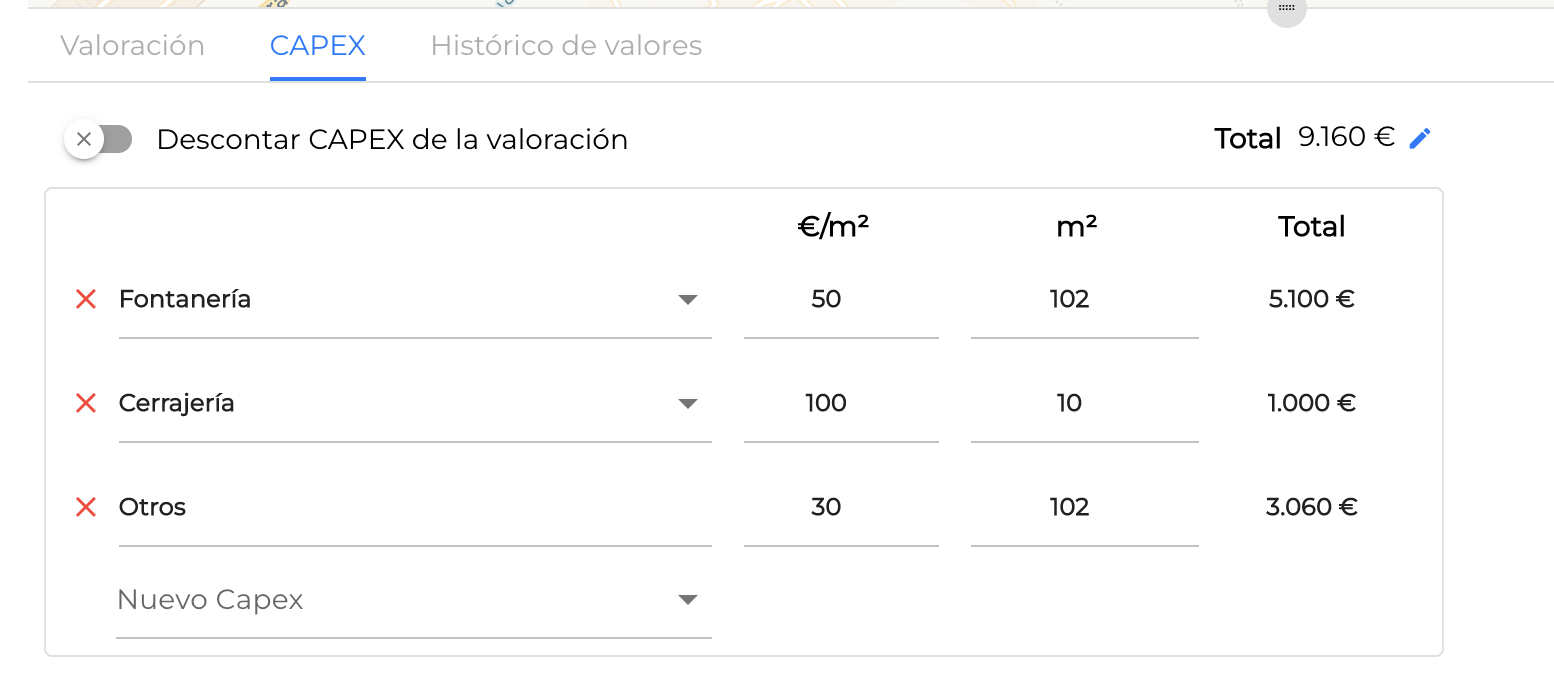 Valoración CAPEX Histórico de valores
Descontar CAPEX de la valoración Total 9.160 €
€/m² m² Total
Fontanería 50 102 5.100 €
Cerrajería 100 10 1.000 €
Otros 30 102 3.060 €
Nuevo Capex